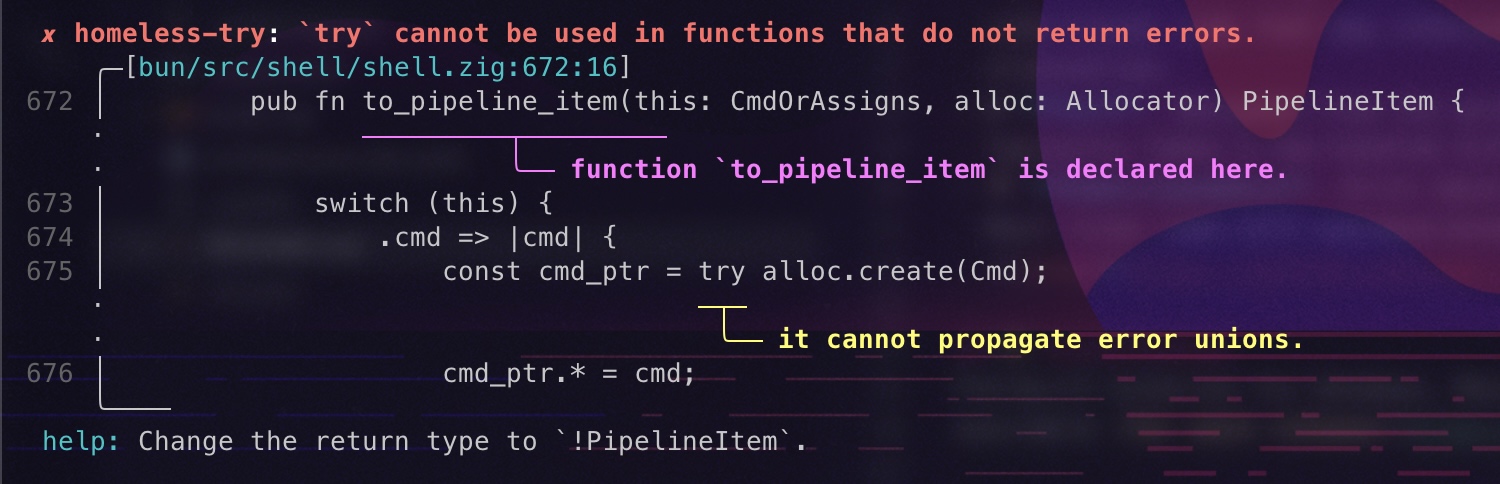 x homeless-try: `try` cannot be used in functions that do not return errors.
[bun/src/shell/shell.zig:672:16]
672 pub fn to_pipeline_item(this: CmdOrAssigns, alloc: Allocator) PipelineItem {
function `to_pipeline_item` is declared here.
673 switch (this) {
674 .cmd => |cmd| {
675 const cmd_ptr = try alloc.create(Cmd);
it cannot propagate error unions.
676 cmd_ptr.* = cmd;
help: Change the return type to `!PipelineItem`.